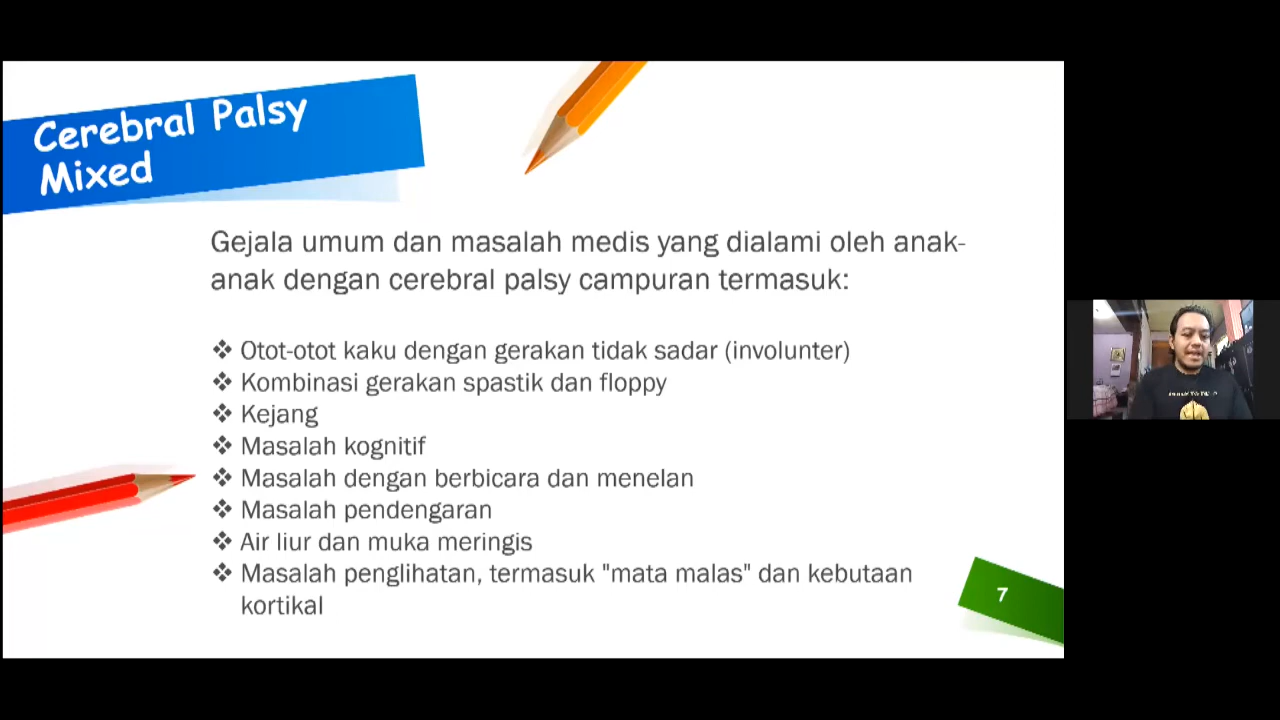 Cerebral Palsy
Mixed
Gejala umum dan masalah medis yang dialami oleh anak-
anak dengan cerebral palsy campuran termasuk:
❖ Otot-otot kaku dengan gerakan tidak sadar (involunter)
❖ Kombinasi gerakan spastik dan floppy
❖ Kejang
❖ Masalah kognitif
❖ Masalah dengan berbicara dan menelan
❖ Masalah pendengaran
❖ Air liur dan muka meringis
❖ Masalah penglihatan, termasuk "mata malas" dan kebutaan
kortikal
7